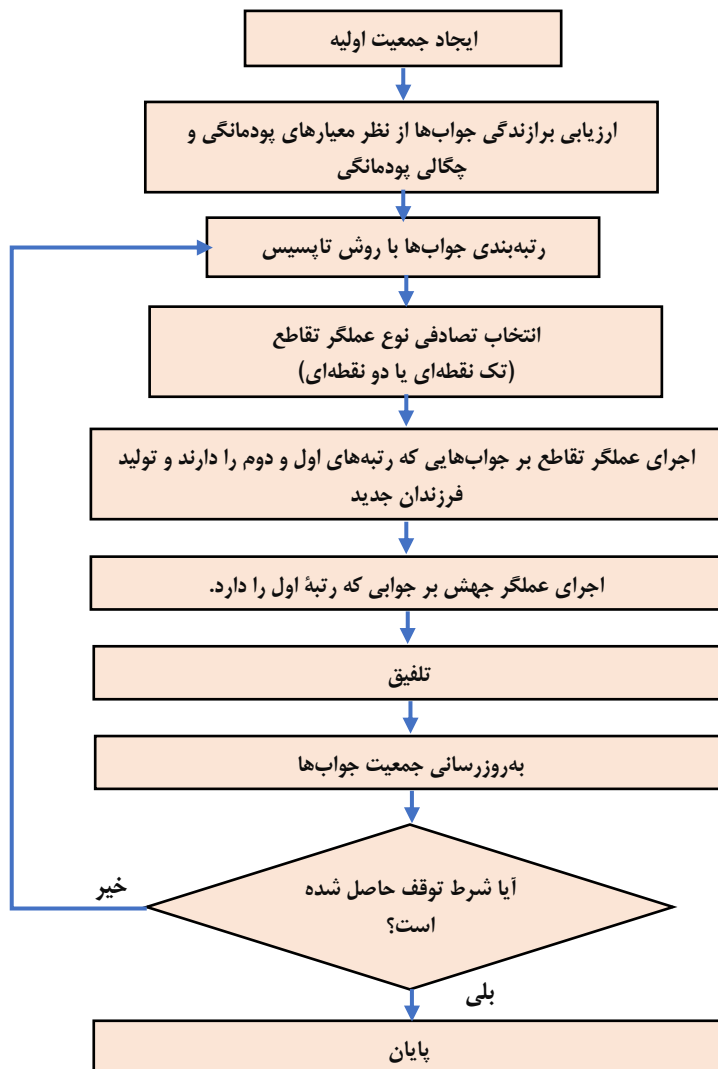 ایجاد جمعیت اولیه
ارزیابی برازندگی جواب‌ها از نظر معیارهای پودمانگی و
چگالی پودمانگی
رتبه‌بندی جواب‌ها با روش تاپسیس
انتخاب تصادفی نوع عملگر تقاطع
(تک نقطه‌ای یا دو نقطه‌ای)
اجرای عملگر تقاطع بر جواب‌هایی که رتبه‌های اول و دوم را دارند و تولید
فرزندان جدید
اجرای عملگر جهش بر جوابی که رتبۀ اول را دارد.
تلفیق
به‌روزرسانی جمعیت جواب‌ها
آیا شرط توقف حاصل شده
است؟
خیر
بلی
پایان